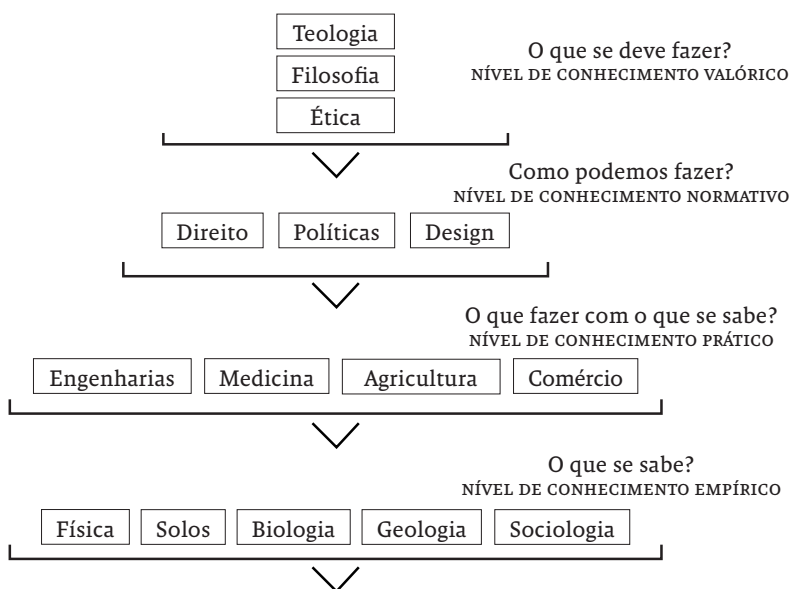 Teologia
O que se deve fazer?
NÍVEL DE CONHECIMENTO VALÓRICO
Filosofia
Ética
Como podemos fazer?
NÍVEL DE CONHECIMENTO NORMATIVO
Direito Políticas Design
O que fazer com o que se sabe?
NÍVEL DE CONHECIMENTO PRÁTICO
Engenharias Medicina Agricultura Comércio
O que se sabe?
NÍVEL DE CONHECIMENTO EMPÍRICO
Física Solos Biologia Geologia Sociologia